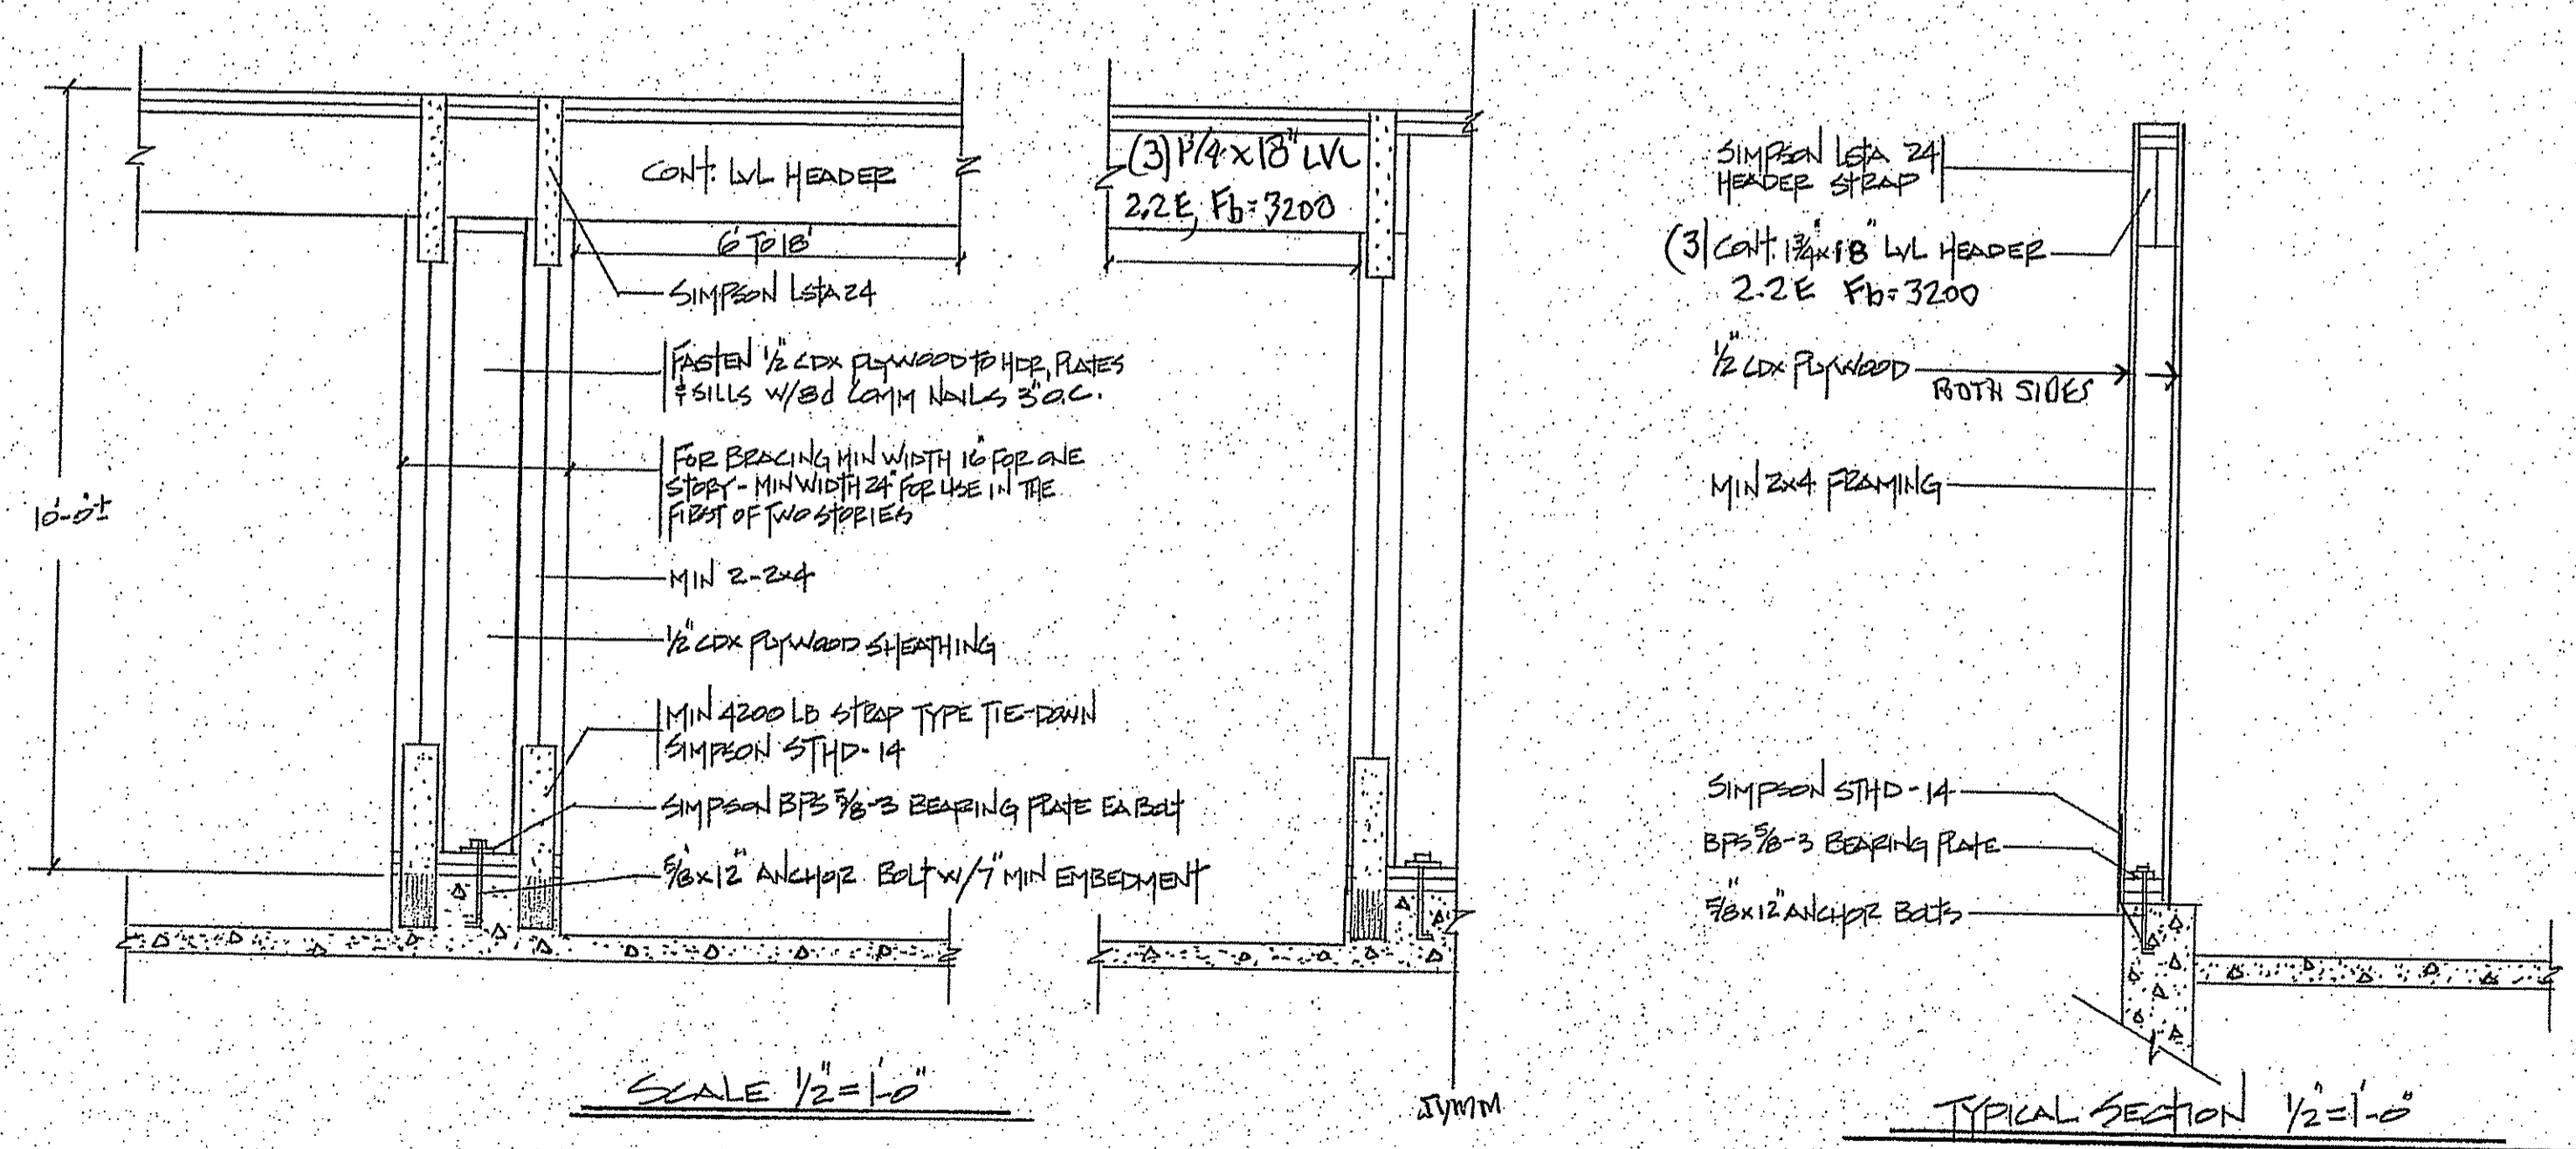 CONT. LVL HEADER
6' TO 18'
(3) 1 3/4 x 18" LVL
2.2E, Fb=3200
SIMPSON LSTA 24
FASTEN 1/2" CDX PLYWOOD TO HDR, PLATES
& SILLS W/8d COMM NAILS 3" O.C.
FOR BRACING MIN WIDTH 16" FOR ONE
STORY - MIN WIDTH 24" FOR USE IN THE
FIRST OF TWO STORIES
10'-0"±
MIN 2-2x4
1/2" CDX PLYWOOD SHEATHING
MIN 4200 LB STRAP TYPE TIE-DOWN
SIMPSON STHD-14
SIMPSON BPS 5/8-3 BEARING PLATE EA BOLT
5/8"x12" ANCHOR BOLT W/7" MIN EMBEDMENT
SCALE 1/2"=1'-0"
SYMM
SIMPSON LSTA 24
HEADER STRAP
(3) CONT. 1 3/4"x18" LVL HEADER
2.2E Fb=3200
1/2" CDX PLYWOOD
BOTH SIDES
MIN 2x4 FRAMING
SIMPSON STHD-14
BPS 5/8-3 BEARING PLATE
5/8"x12" ANCHOR BOLTS
TYPICAL SECTION 1/2"=1'-0"